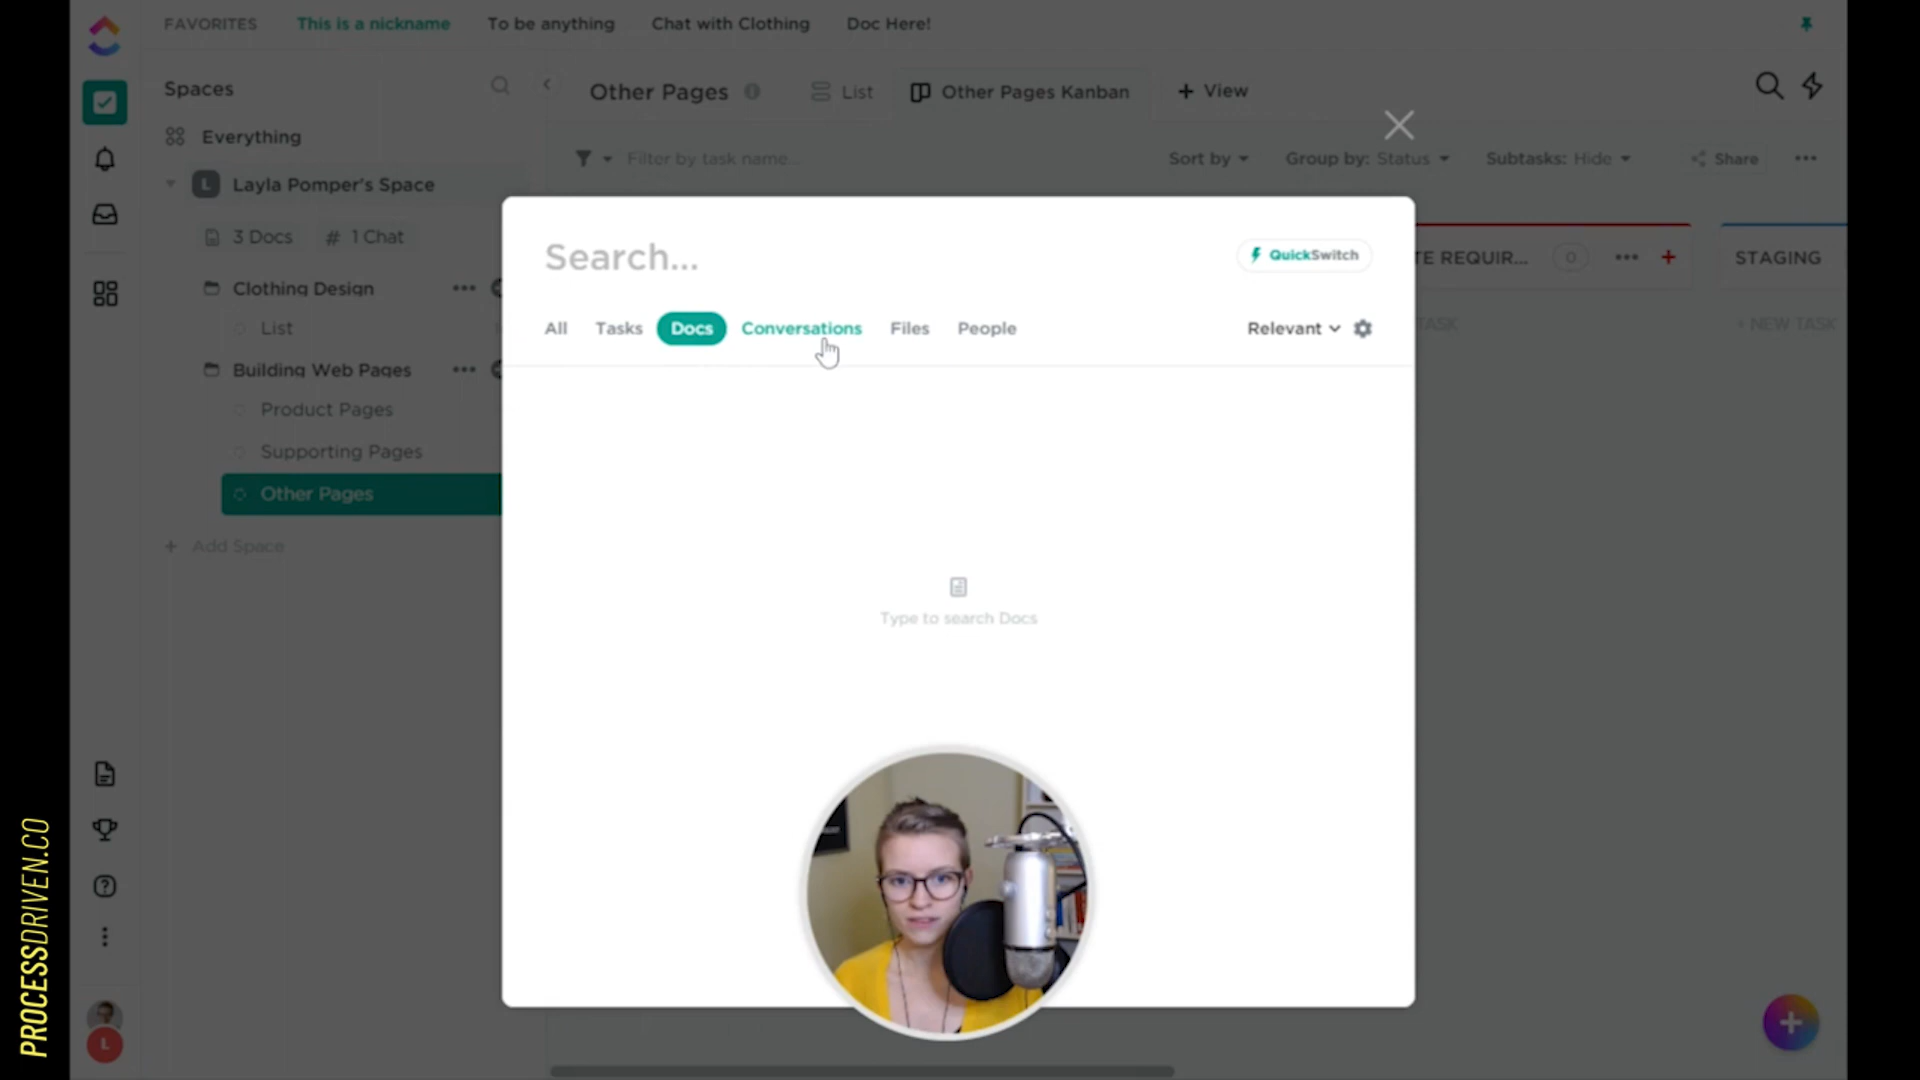 FAVORITES This is a nickname To be anything Chat with Clothing Doc Here!
Spaces
Other Pages List Other Pages Kanban + View
Everything
Filter by task name... Sort by Group by: Status Subtasks: Hide Share
L Layla Pomper's Space
3 Docs # 1 Chat
Search... QuickSwitch
TE REQUIR... 0 STAGING
Clothing Design
List
All Tasks Docs Conversations Files People Relevant
TASK + NEW TASK
Building Web Pages
Product Pages
Supporting Pages
Other Pages
+ Add Space
Type to search Docs
L
PROCESSDRIVEN.CO